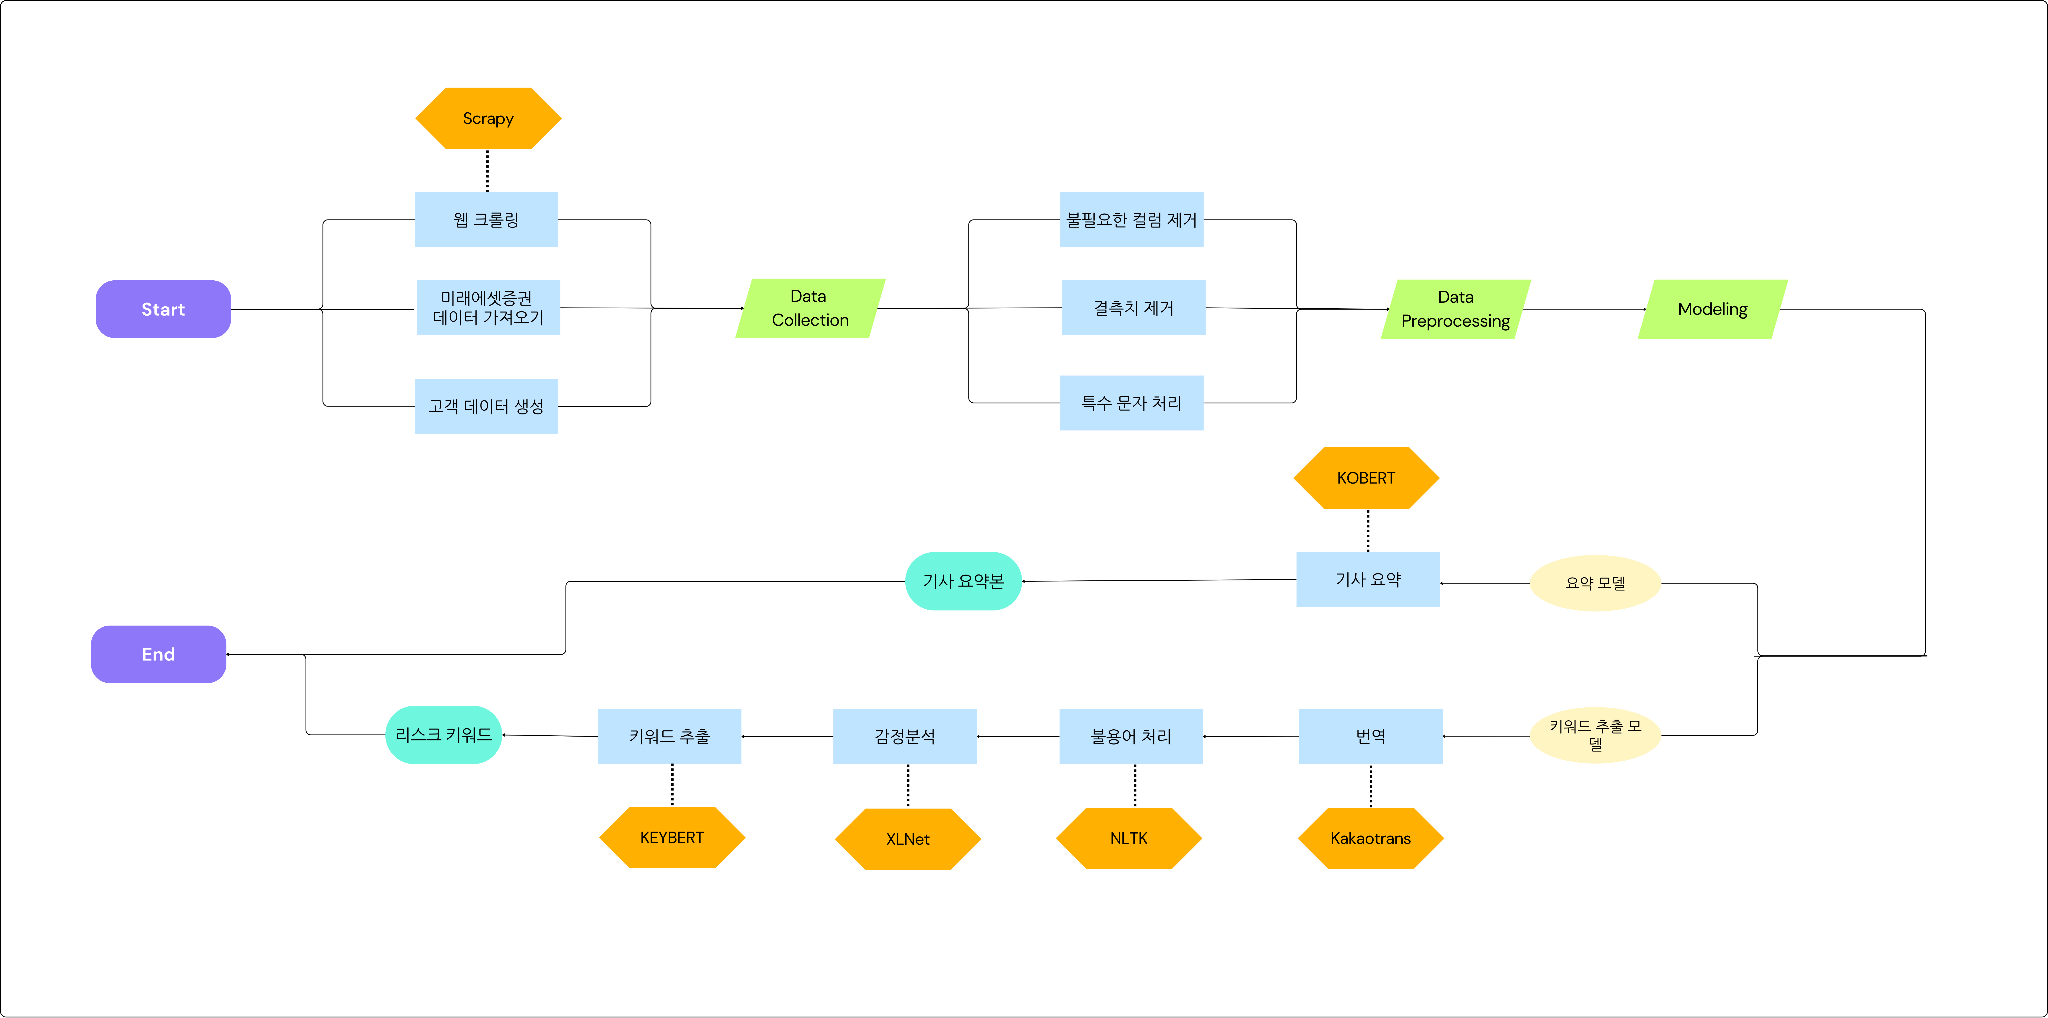 Scrapy
웹 크롤링
Start
미래에셋증권
데이터 가져오기
고객 데이터 생성
Data
Collection
불필요한 컬럼 제거
결측치 제거
특수 문자 처리
Data
Preprocessing
Modeling
KOBERT
기사 요약본
기사 요약
요약 모델
End
리스크 키워드
키워드 추출
감정분석
불용어 처리
번역
키워드 추출 모
델
KEYBERT
XLNet
NLTK
Kakaotrans